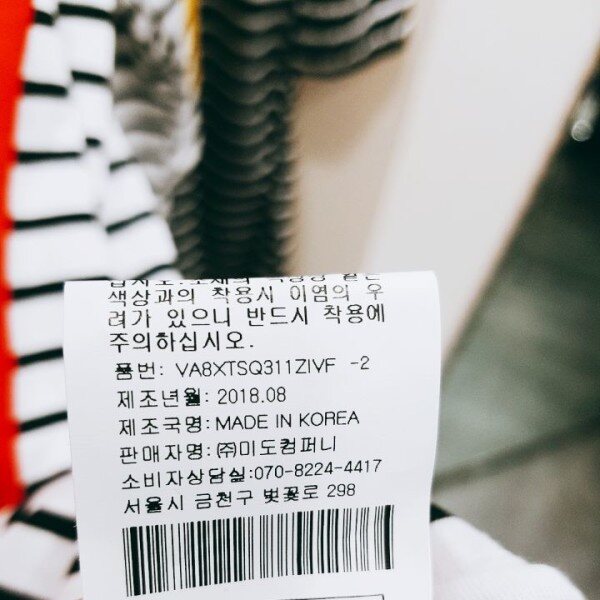 색상과의 착용시 이염의 우
려가 있으니 반드시 착용에
주의하십시오.
품번: VA8XTSQ311ZIVF -2
제조년월: 2018.08
제조국명: MADE IN KOREA
판매자명: ㈜미도컴퍼니
소비자상담실:070-8224-4417
서울시 금천구 벚꽃로 298